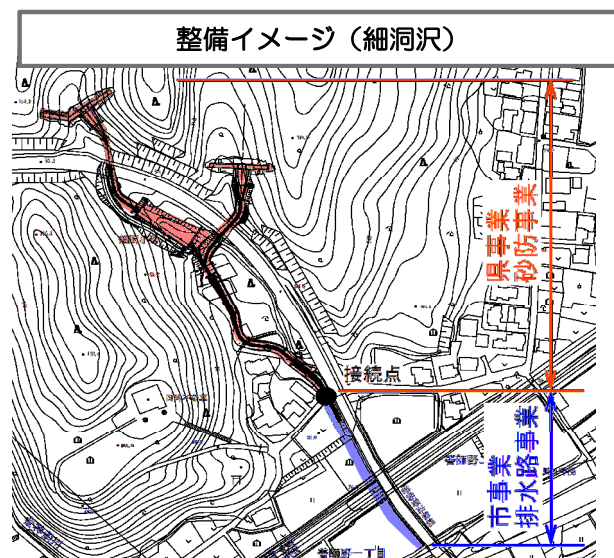 整備イメージ（細洞沢）
県事業
砂防事業
接続点
市事業
排水路事業